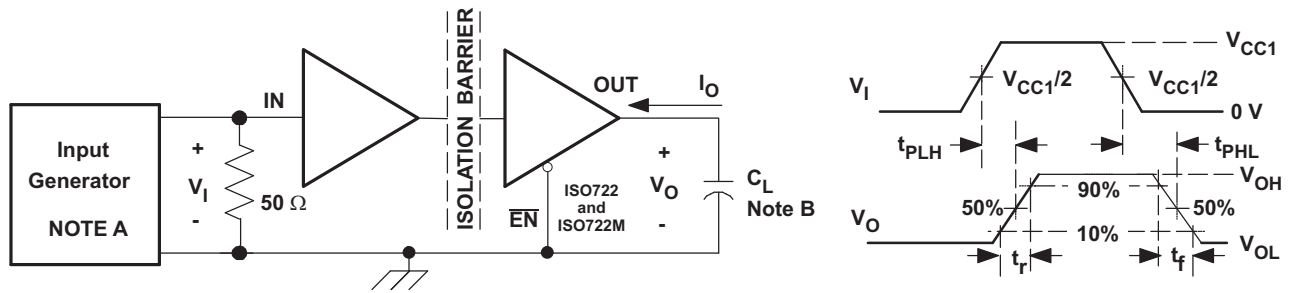 Input
Generator
NOTE A
+
V_I
-
50 Ω
IN
ISOLATION BARRIER
OUT
I_O
EN
ISO722
and
ISO722M
+
V_O
-
C_L
Note B
V_I
V_CC1/2
V_CC1/2
V_CC1
0 V
t_PLH
t_PHL
V_O
50%
90%
50%
10%
V_OH
V_OL
t_r
t_f